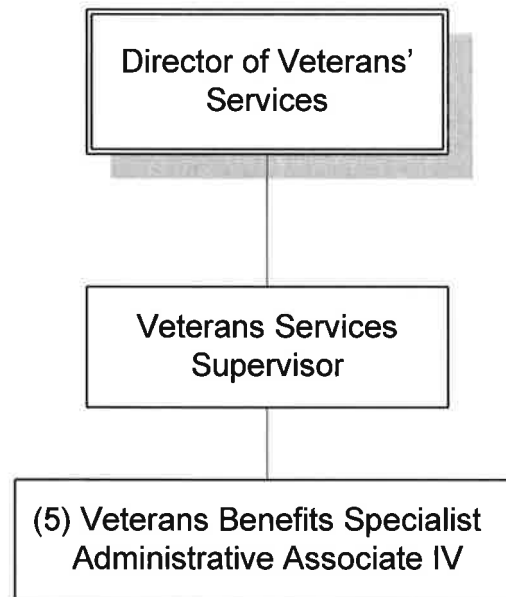 Director of Veterans'
Services
Veterans Services
Supervisor
(5) Veterans Benefits Specialist
Administrative Associate IV